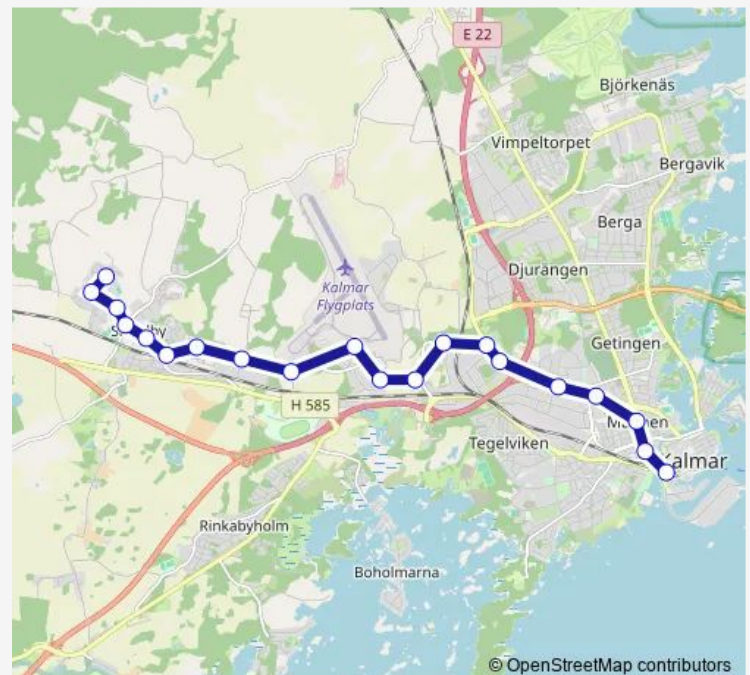 E 22
Björkenäs
Vimpeltorpet
Bergavik
Berga
Djurängen
Kalmar
Flygplats
Getingen
H 585
Tegelviken
Kalmar
Rinkabyholm
Boholmarna
© OpenStreetMap contributors